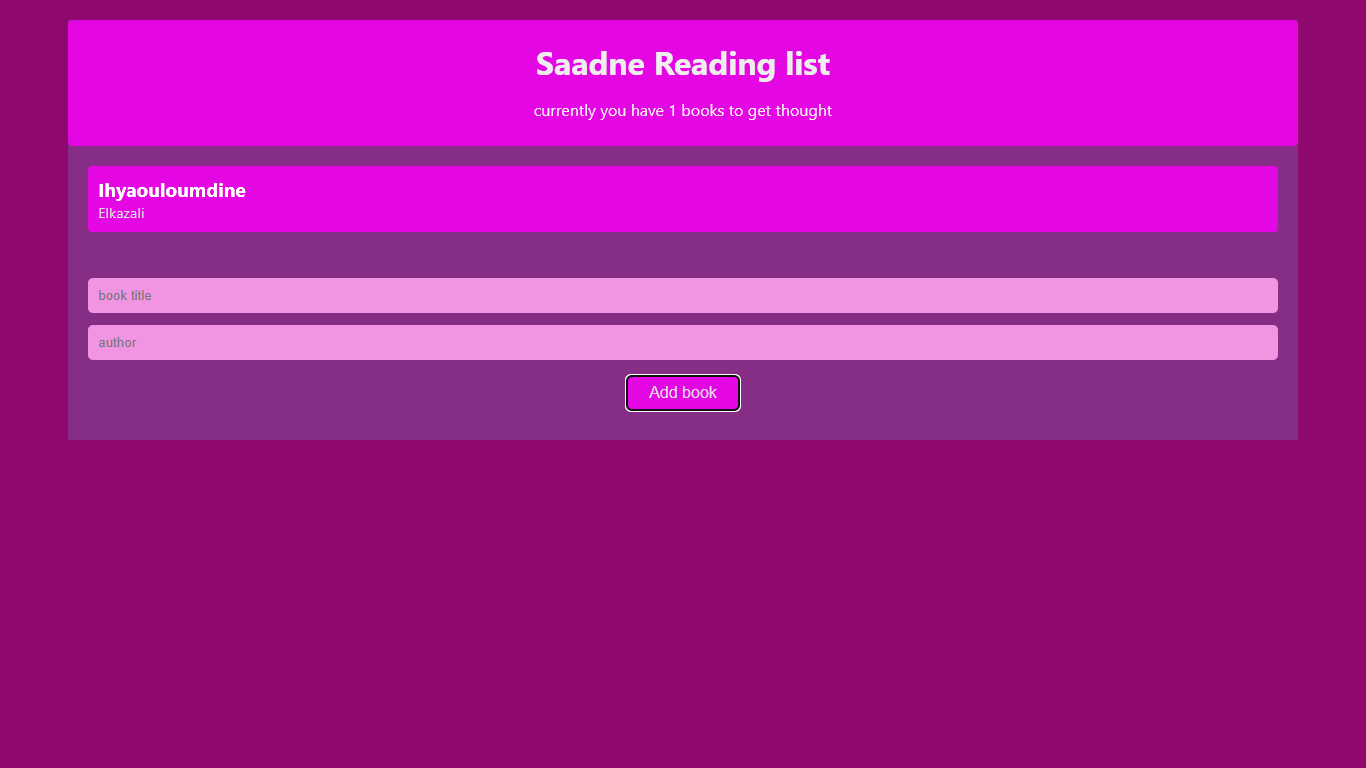 Saadne Reading list
currently you have 1 books to get thought
Ihyaouloumdine
Elkazali
book title
author
Add book